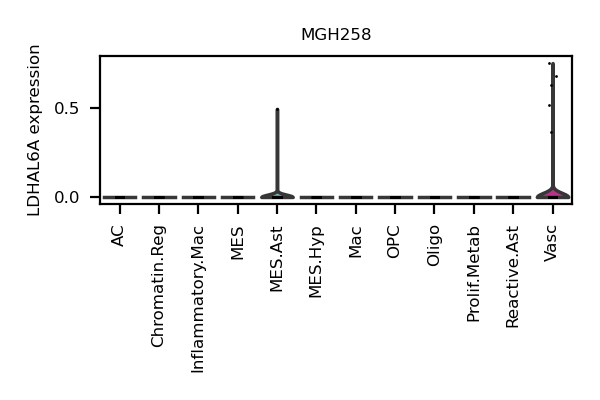 MGH258
LDHAL6A expression
0.5
0.0
AC
Chromatin.Reg
Inflammatory.Mac
MES
MES.Ast
MES.Hyp
Mac
OPC
Oligo
Prolif.Metab
Reactive.Ast
Vasc